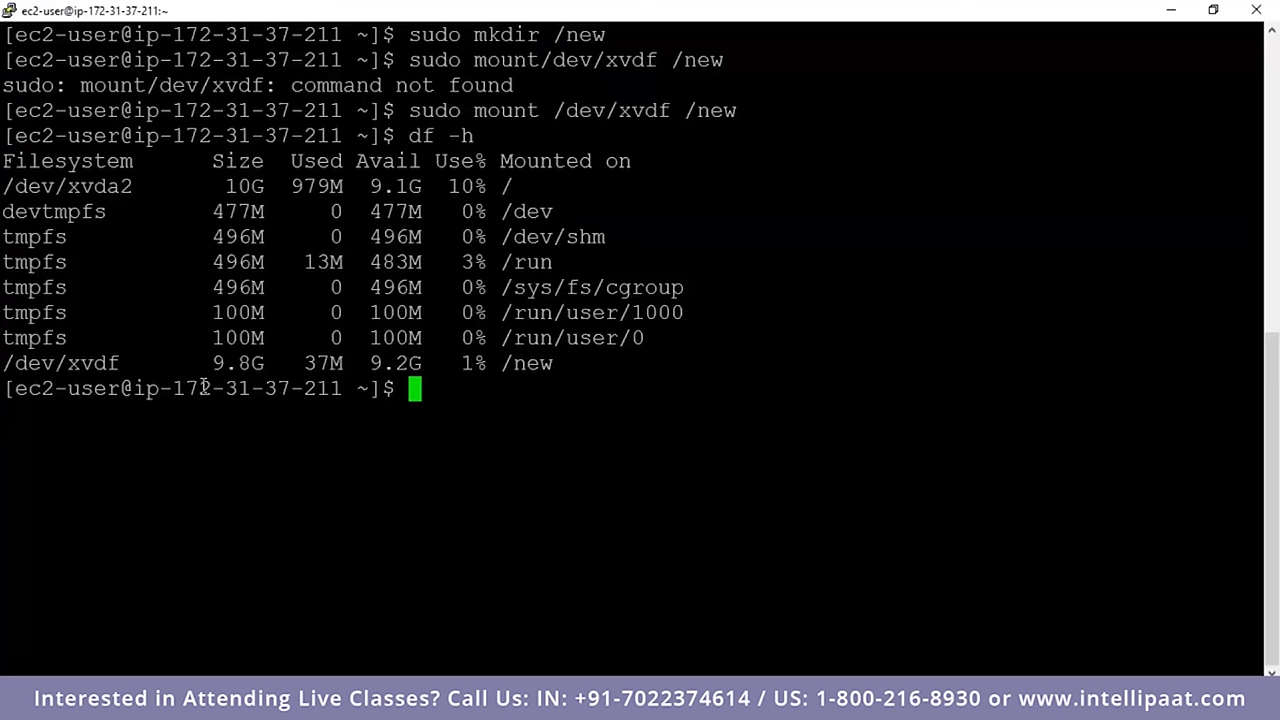 ec2-user@ip-172-31-37-211:~
[ec2-user@ip-172-31-37-211 ~]$ sudo mkdir /new
[ec2-user@ip-172-31-37-211 ~]$ sudo mount/dev/xvdf /new
sudo: mount/dev/xvdf: command not found
[ec2-user@ip-172-31-37-211 ~]$ sudo mount /dev/xvdf /new
[ec2-user@ip-172-31-37-211 ~]$ df -h
Filesystem Size Used Avail Use% Mounted on
/dev/xvda2 10G 979M 9.1G 10% /
devtmpfs 477M 0 477M 0% /dev
tmpfs 496M 0 496M 0% /dev/shm
tmpfs 496M 13M 483M 3% /run
tmpfs 496M 0 496M 0% /sys/fs/cgroup
tmpfs 100M 0 100M 0% /run/user/1000
tmpfs 100M 0 100M 0% /run/user/0
/dev/xvdf 9.8G 37M 9.2G 1% /new
[ec2-user@ip-172-31-37-211 ~]$
Interested in Attending Live Classes? Call Us: IN: +91-7022374614 / US: 1-800-216-8930 or www.intellipaat.com